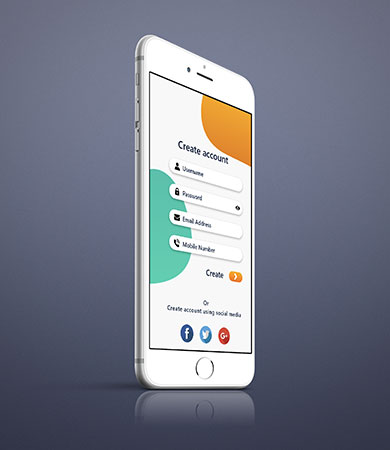 Create account
Username
Password
Email Address
Mobile Number
Create
Or
Create account using social media
f
G+